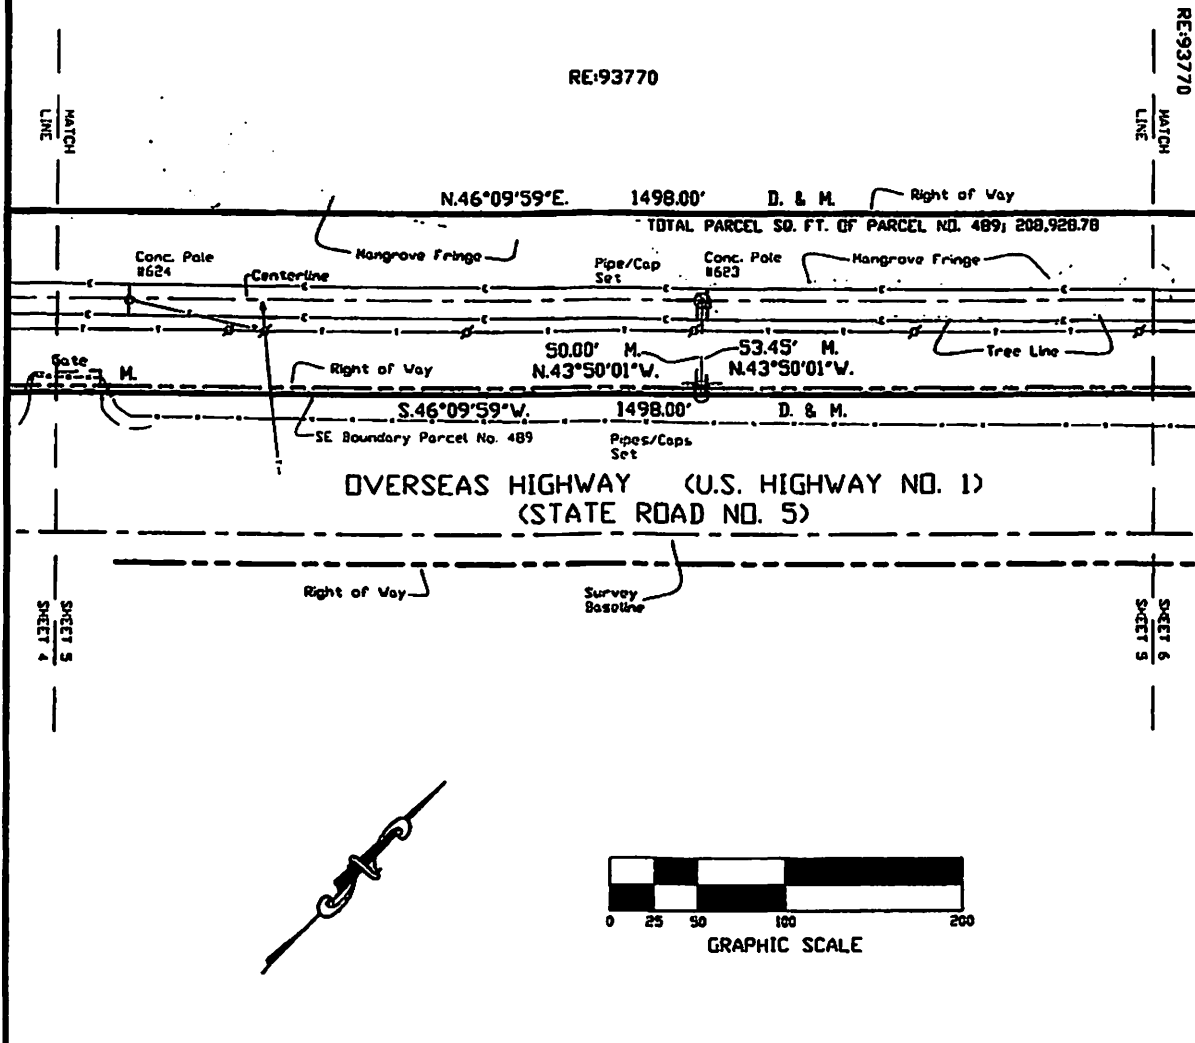 RE:93770
RE:93770
MATCH
LINE
MATCH
LINE
N.46°09'59"E. 1498.00' D. & M.
Right of Way
TOTAL PARCEL SQ. FT. OF PARCEL NO. 489; 208,928.78
Mangrove Fringe
Conc. Pole
#624
Centerline
Pipe/Cap
Set
Conc. Pole
#623
Mangrove Fringe
50.00' M.
N.43°50'01"W.
53.45' M.
N.43°50'01"W.
Tree Line
Gate
M.
Right of Way
S.46°09'59"W. 1498.00' D. & M.
SE Boundary Parcel No. 489
Pipes/Caps
Set
OVERSEAS HIGHWAY (U.S. HIGHWAY NO. 1)
(STATE ROAD NO. 5)
Right of Way
Survey
Baseline
SHEET 5
SHEET 4
SHEET 6
SHEET 5
0 25 50 100 200
GRAPHIC SCALE